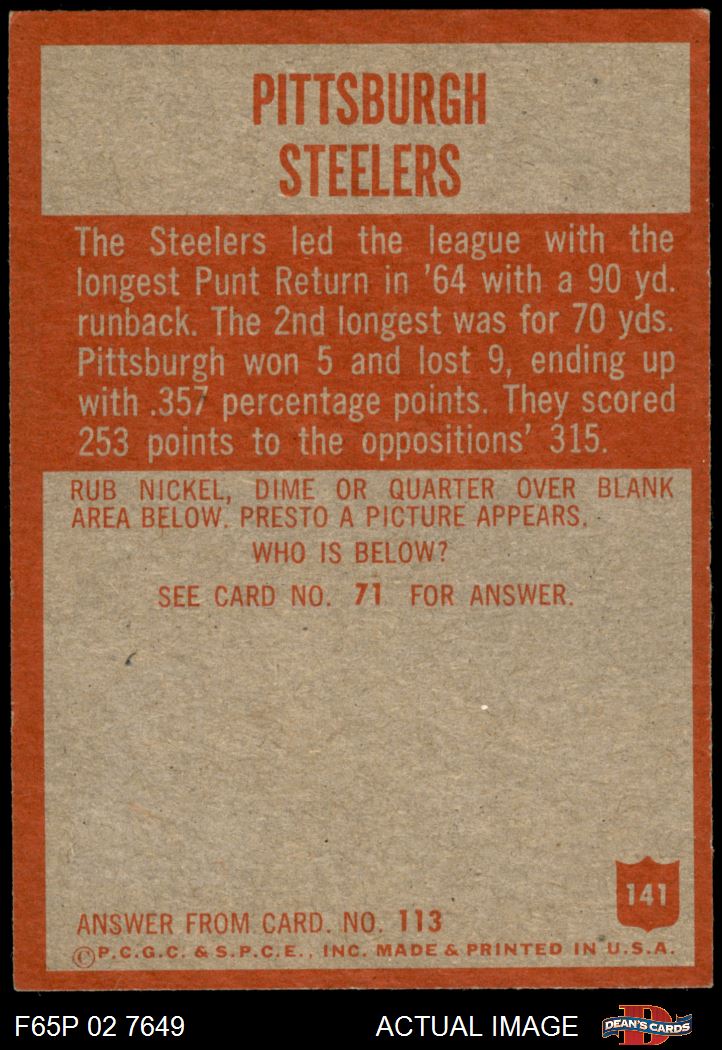 PITTSBURGH
STEELERS
The Steelers led the league with the
longest Punt Return in '64 with a 90 yd.
runback. The 2nd longest was for 70 yds.
Pittsburgh won 5 and lost 9, ending up
with .357 percentage points. They scored
253 points to the oppositions' 315.
RUB NICKEL, DIME OR QUARTER OVER BLANK
AREA BELOW. PRESTO A PICTURE APPEARS.
WHO IS BELOW?
SEE CARD NO. 71 FOR ANSWER.
141
ANSWER FROM CARD. NO. 113
©P.C.G.C. & S.P.C.E., INC. MADE & PRINTED IN U.S.A.
F65P 02 7649
ACTUAL IMAGE
D
DEAN'S CARDS